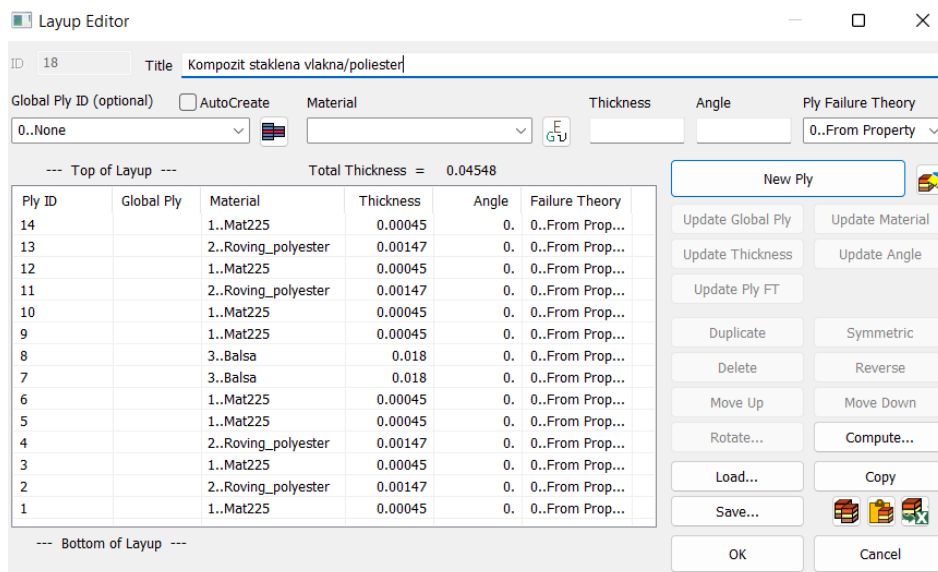 Layup Editor
ID 18 Title Kompozit staklena vlakna/poliester
Global Ply ID (optional) AutoCreate Material Thickness Angle Ply Failure Theory
0..None 0..From Property
--- Top of Layup --- Total Thickness = 0.04548
New Ply
Ply ID Global Ply Material Thickness Angle Failure Theory
14 1..Mat225 0.00045 0. 0..From Prop...
13 2..Roving_polyester 0.00147 0. 0..From Prop...
12 1..Mat225 0.00045 0. 0..From Prop...
11 2..Roving_polyester 0.00147 0. 0..From Prop...
10 1..Mat225 0.00045 0. 0..From Prop...
9 1..Mat225 0.00045 0. 0..From Prop...
8 3..Balsa 0.018 0. 0..From Prop...
7 3..Balsa 0.018 0. 0..From Prop...
6 1..Mat225 0.00045 0. 0..From Prop...
5 1..Mat225 0.00045 0. 0..From Prop...
4 2..Roving_polyester 0.00147 0. 0..From Prop...
3 1..Mat225 0.00045 0. 0..From Prop...
2 2..Roving_polyester 0.00147 0. 0..From Prop...
1 1..Mat225 0.00045 0. 0..From Prop...
--- Bottom of Layup ---
Update Global Ply Update Material
Update Thickness Update Angle
Update Ply FT
Duplicate Symmetric
Delete Reverse
Move Up Move Down
Rotate... Compute...
Load... Copy
Save...
OK Cancel